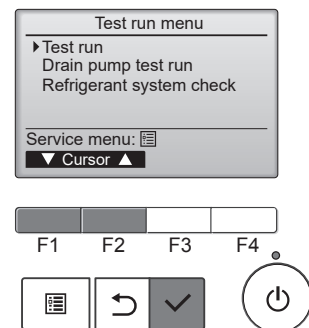 Test run menu
Test run
Drain pump test run
Refrigerant system check
Service menu:
▼ Cursor ▲
F1 F2 F3 F4